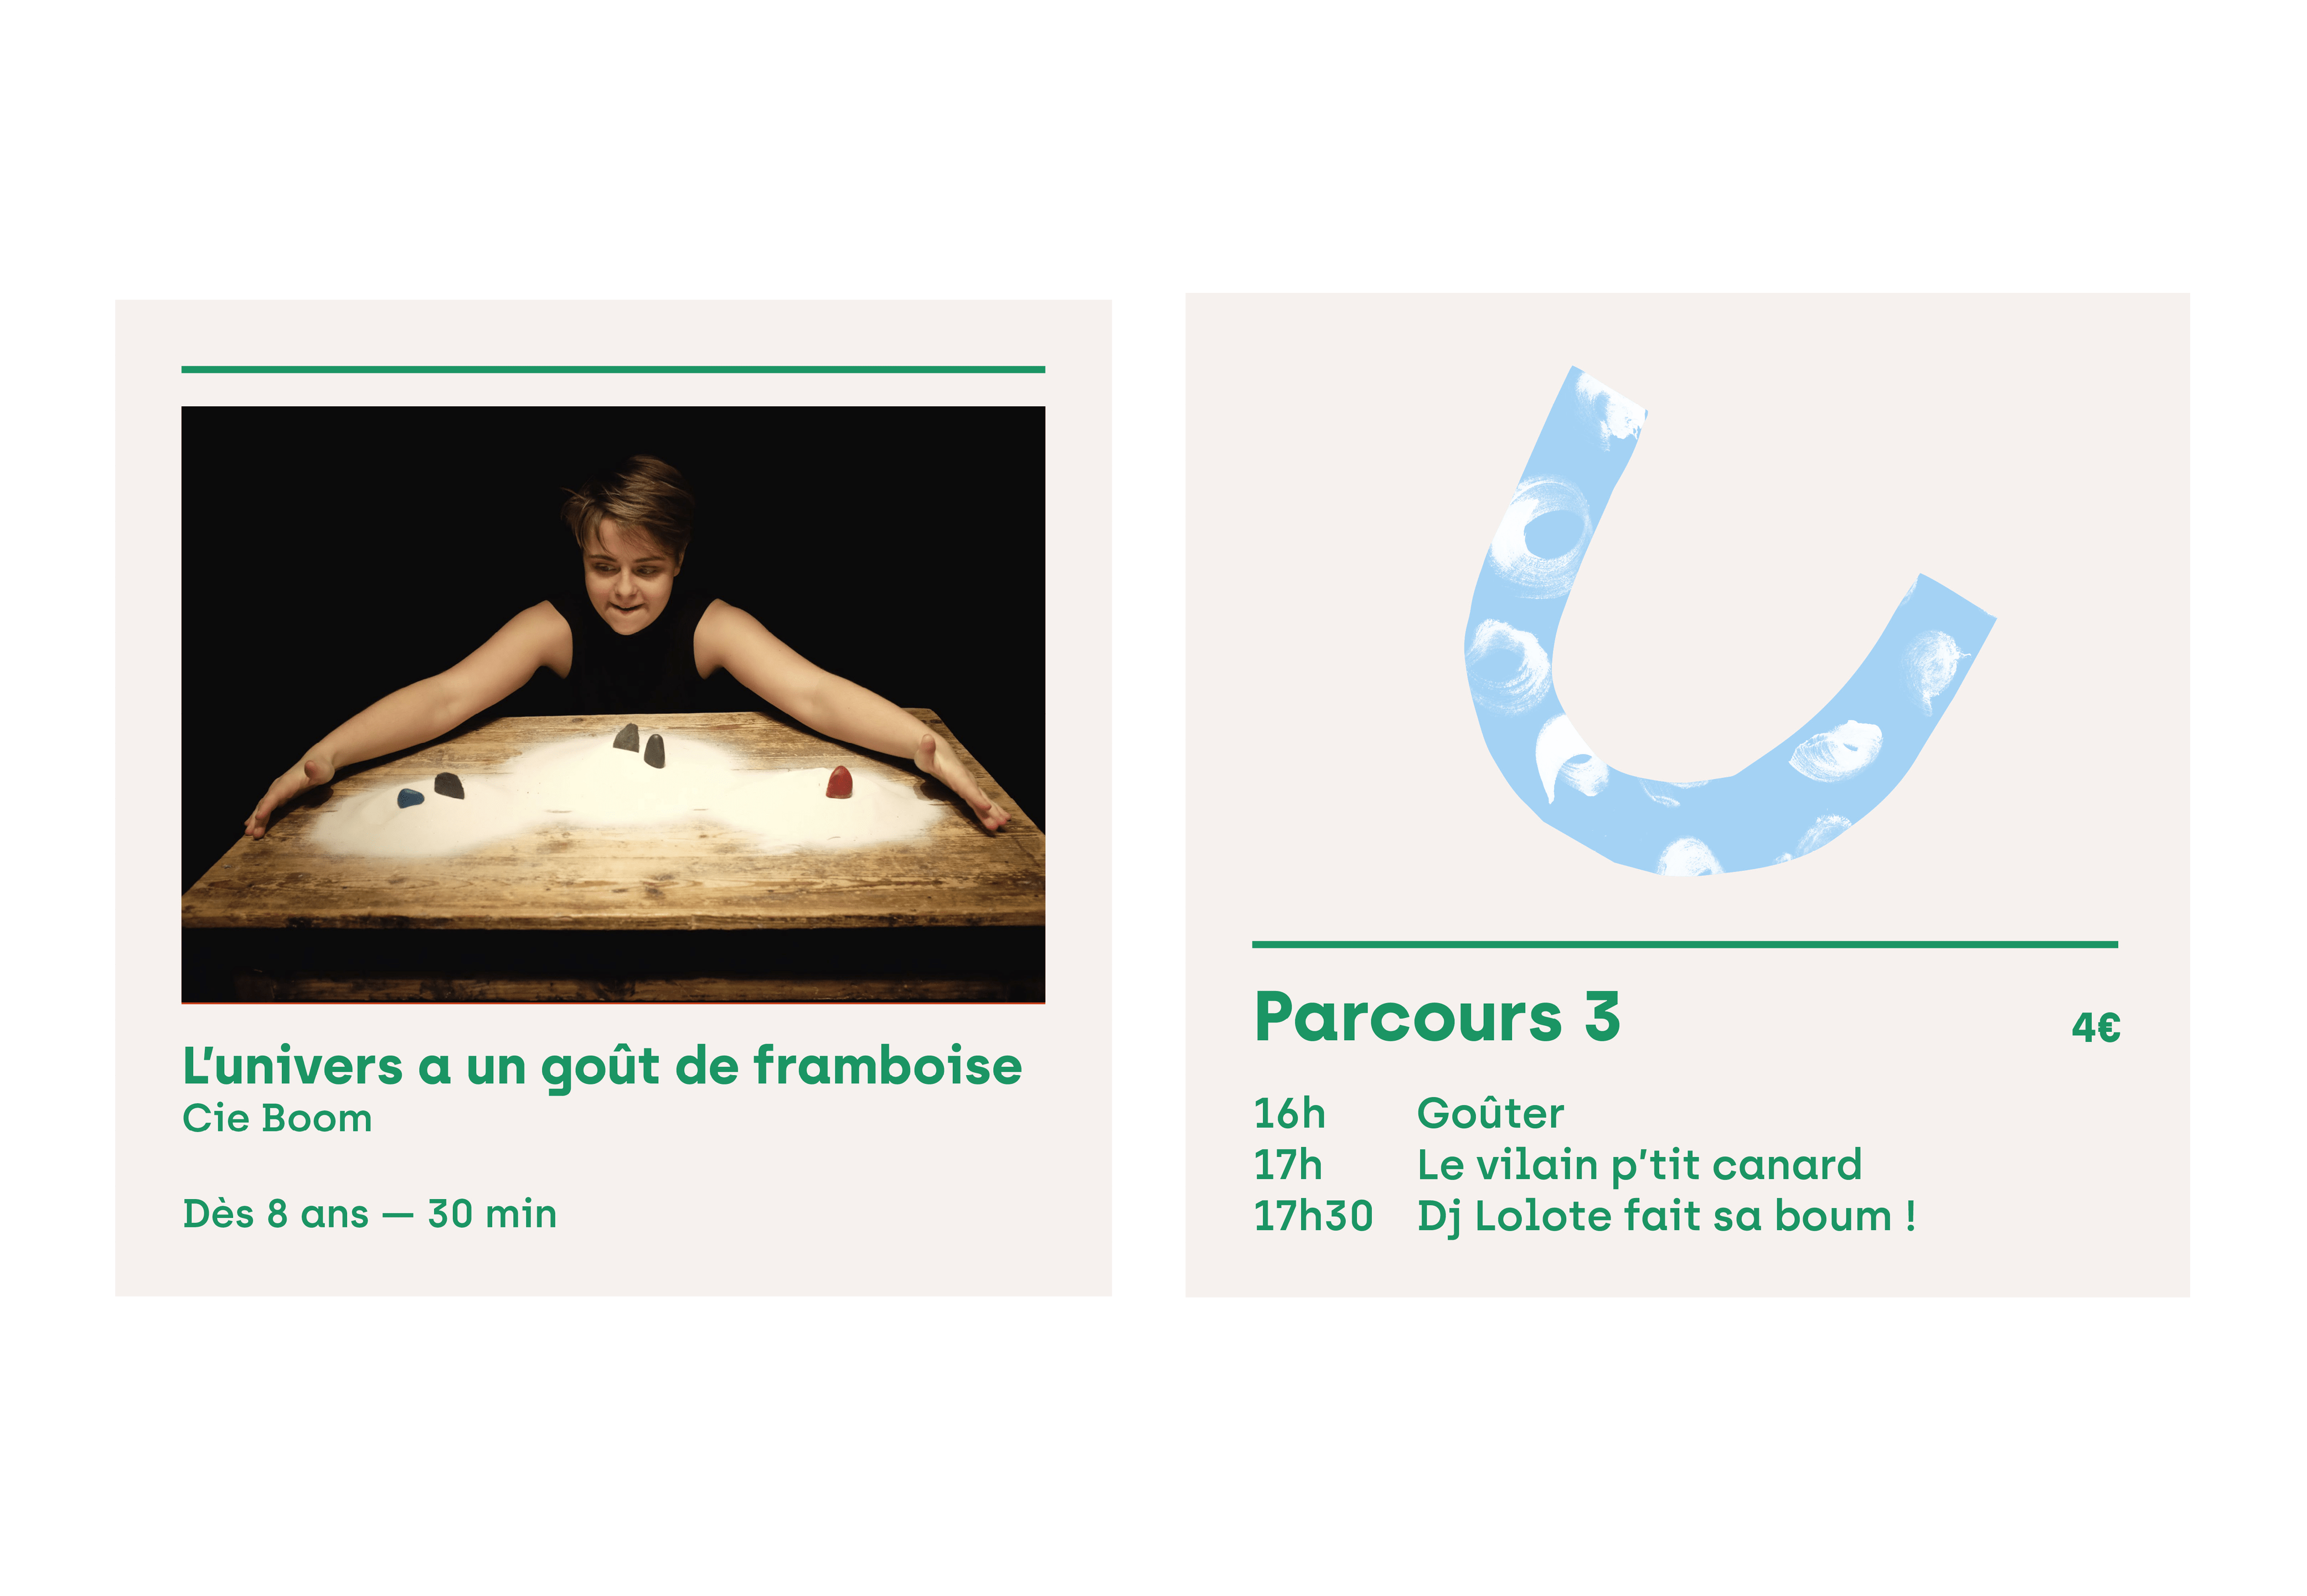 L’univers a un goût de framboise
Cie Boom
Dès 8 ans — 30 min
Parcours 3 4€
16h Goûter
17h Le vilain p’tit canard
17h30 Dj Lolote fait sa boum !